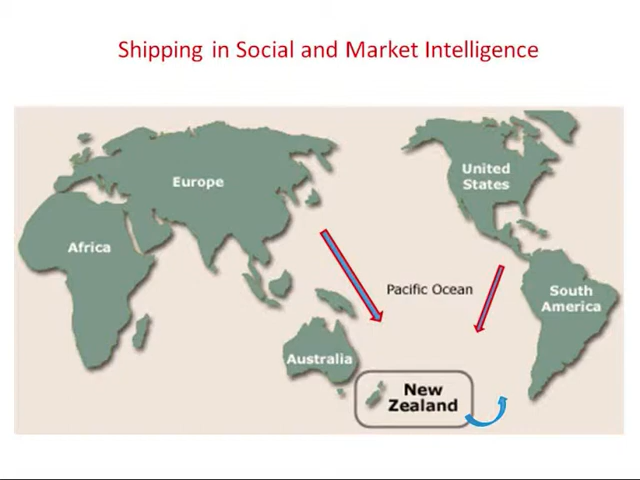 Shipping in Social and Market Intelligence
Europe
United
States
Africa
Pacific Ocean
South
America
Australia
New
Zealand